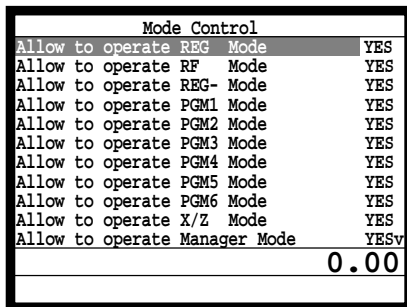 Mode Control
Allow to operate REG  Mode YES
Allow to operate RF   Mode YES
Allow to operate REG- Mode YES
Allow to operate PGM1 Mode YES
Allow to operate PGM2 Mode YES
Allow to operate PGM3 Mode YES
Allow to operate PGM4 Mode YES
Allow to operate PGM5 Mode YES
Allow to operate PGM6 Mode YES
Allow to operate X/Z  Mode YES
Allow to operate Manager Mode YESv
0.00